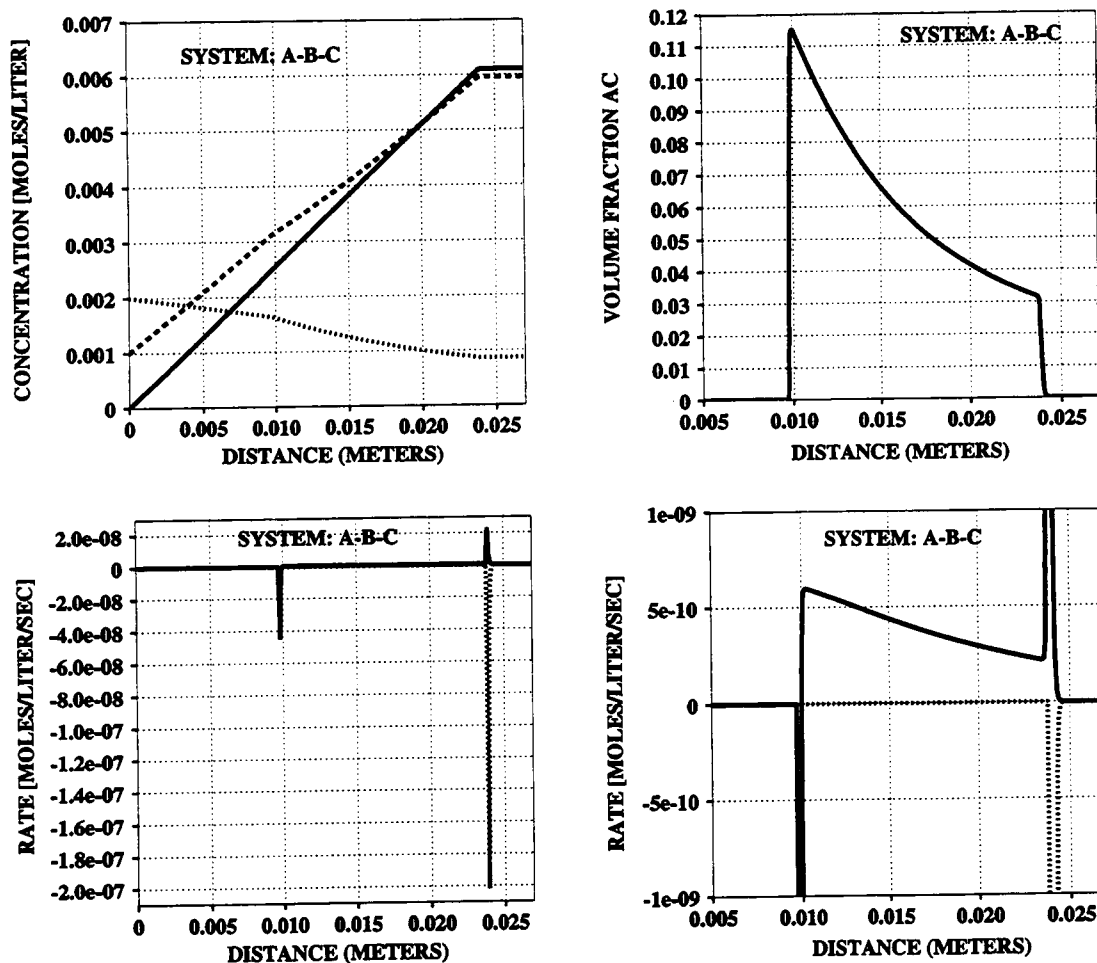 CONCENTRATION [MOLES/LITER]
0.007
0.006
0.005
0.004
0.003
0.002
0.001
0
SYSTEM: A-B-C
0 0.005 0.010 0.015 0.020 0.025
DISTANCE (METERS)
VOLUME FRACTION AC
0.12
0.11
0.10
0.09
0.08
0.07
0.06
0.05
0.04
0.03
0.02
0.01
0
SYSTEM: A-B-C
0.005 0.010 0.015 0.020 0.025
DISTANCE (METERS)
RATE [MOLES/LITER/SEC]
2.0e-08
0
-2.0e-08
-4.0e-08
-6.0e-08
-8.0e-08
-1.0e-07
-1.2e-07
-1.4e-07
-1.6e-07
-1.8e-07
-2.0e-07
SYSTEM: A-B-C
0 0.005 0.010 0.015 0.020 0.025
DISTANCE (METERS)
RATE [MOLES/LITER/SEC]
1e-09
5e-10
0
-5e-10
-1e-09
SYSTEM: A-B-C
0.005 0.010 0.015 0.020 0.025
DISTANCE (METERS)